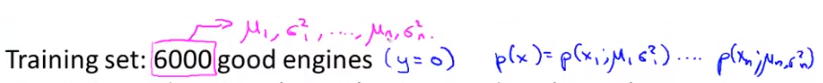 μ₁, σ₁², ...., μₙ, σₙ².
Training set: 6000 good engines (y=0) p(x)=p(x₁;μ₁,σ₁²) .... p(xₙ;μₙ,σₙ²)